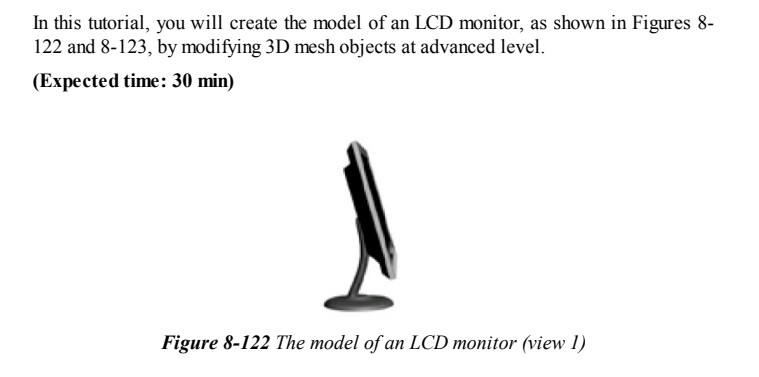 In this tutorial, you will create the model of an LCD monitor, as shown in Figures 8-
122 and 8-123, by modifying 3D mesh objects at advanced level.
(Expected time: 30 min)
Figure 8-122 The model of an LCD monitor (view 1)